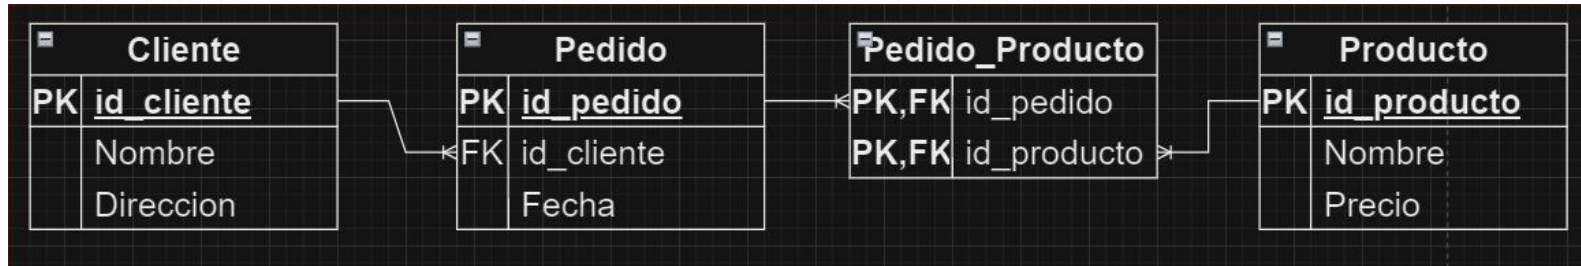 Cliente
PK id_cliente
Nombre
Direccion
Pedido
PK id_pedido
FK id_cliente
Fecha
Pedido_Producto
PK,FK id_pedido
PK,FK id_producto
Producto
PK id_producto
Nombre
Precio